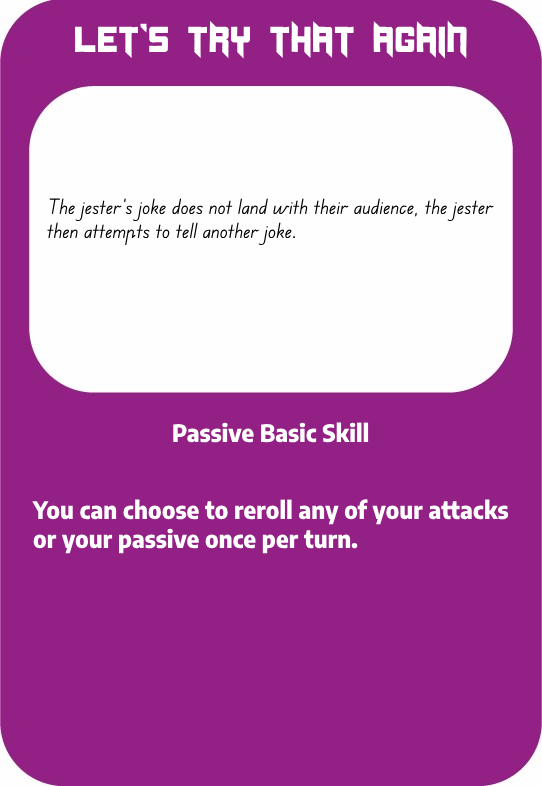 LET'S TRY THAT AGAIN
The jester's joke does not land with their audience, the jester
then attempts to tell another joke.
Passive Basic Skill
You can choose to reroll any of your attacks
or your passive once per turn.